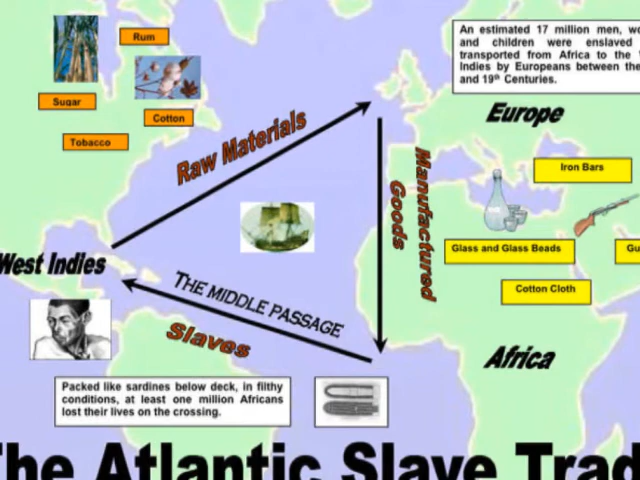 Rum
Sugar
Cotton
Tobacco
An estimated 17 million men,
and children were enslaved
transported from Africa to the
Indies by Europeans between the
and 19th Centuries.
Europe
Raw Materials
Manufactured
Goods
Iron Bars
Glass and Glass Beads
Cotton Cloth
West Indies
THE MIDDLE PASSAGE
Slaves
Africa
Packed like sardines below deck, in filthy
conditions, at least one million Africans
lost their lives on the crossing.
The Atlantic Slave